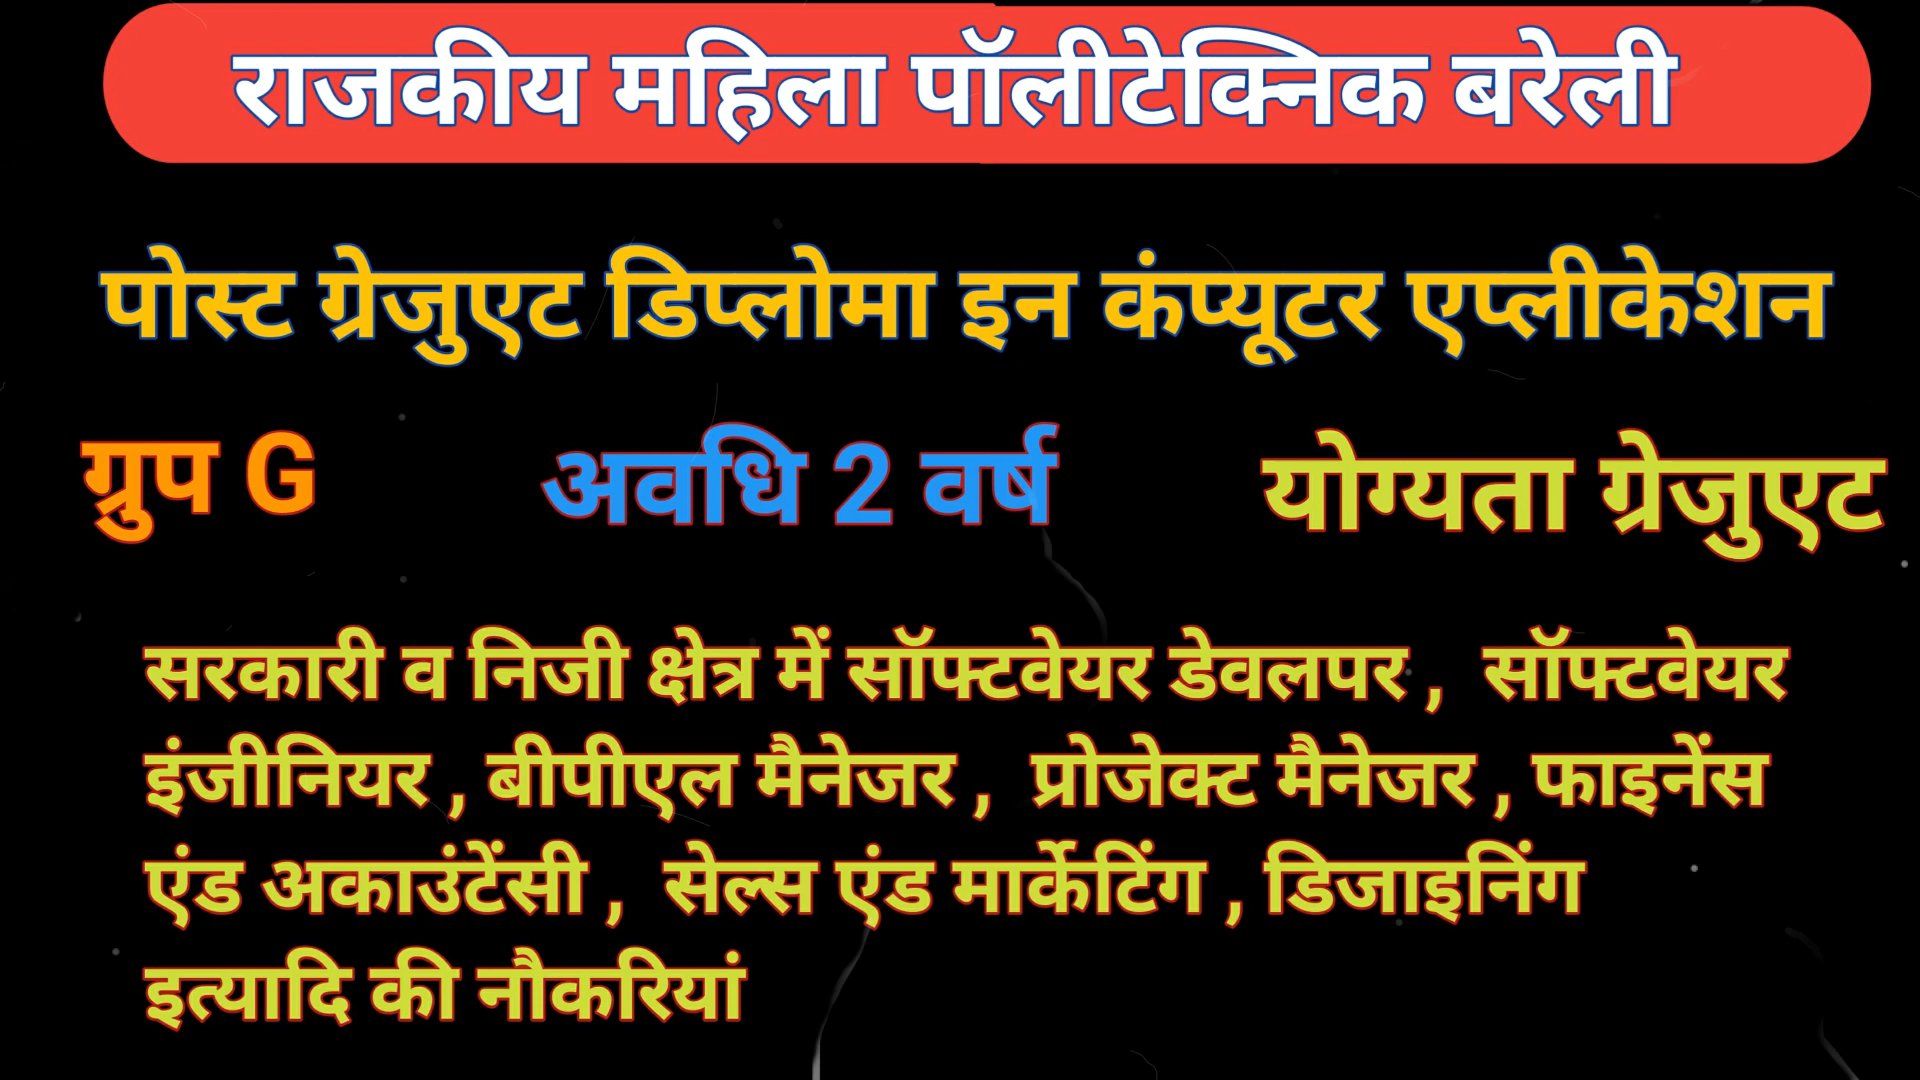 राजकीय महिला पॉलीटेक्निक बरेली
पोस्ट ग्रेजुएट डिप्लोमा इन कंप्यूटर एप्लीकेशन
ग्रुप G अवधि 2 वर्ष योग्यता ग्रेजुएट
सरकारी व निजी क्षेत्र में सॉफ्टवेयर डेवलपर , सॉफ्टवेयर
इंजीनियर , बीपीएल मैनेजर , प्रोजेक्ट मैनेजर , फाइनेंस
एंड अकाउंटेंसी , सेल्स एंड मार्केटिंग , डिजाइनिंग
इत्यादि की नौकरियां